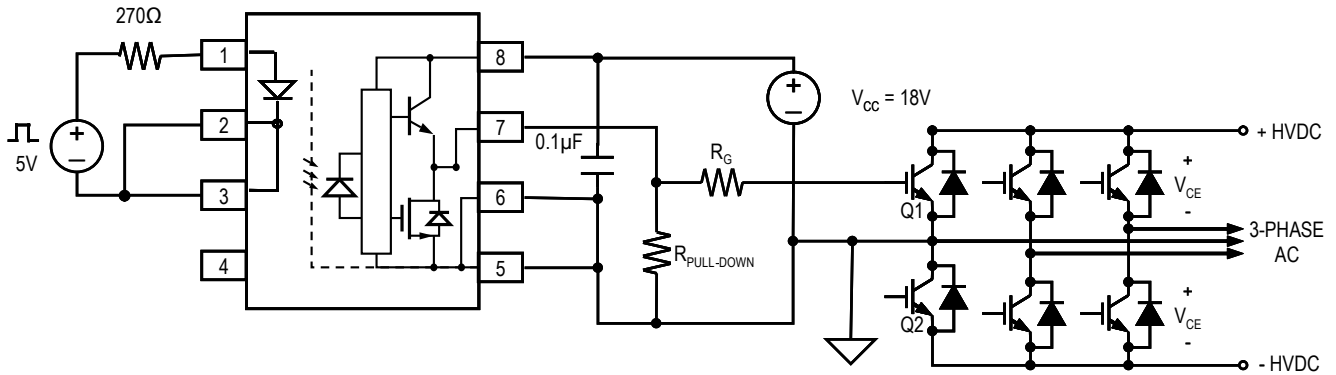 270Ω
5V
1
2
3
4
8
7
6
5
0.1µF
V_CC = 18V
R_G
R_PULL-DOWN
Q1
Q2
+
–
+
–
+ HVDC
+
V_CE
-
3-PHASE
AC
+
V_CE
-
- HVDC